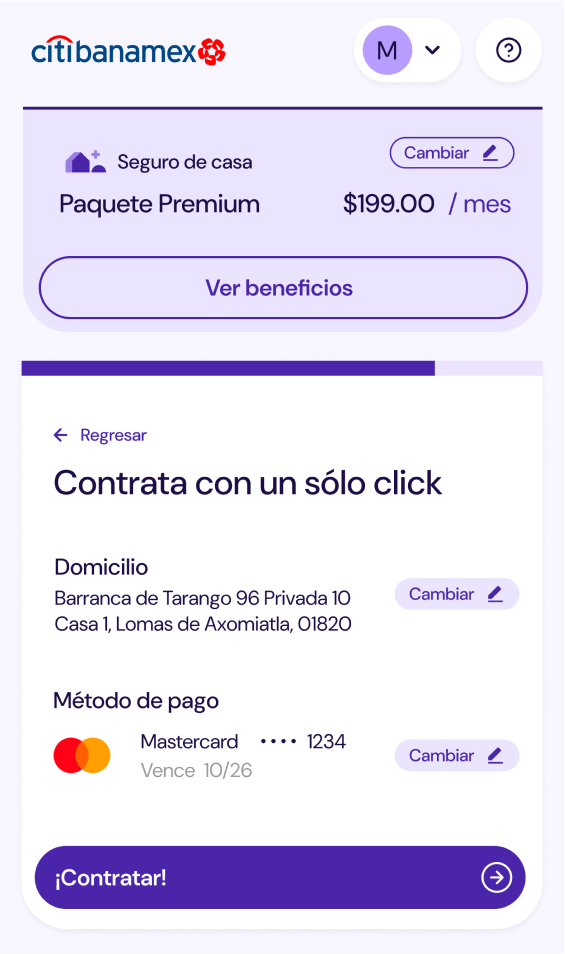 citibanamex
M
Seguro de casa
Cambiar
Paquete Premium
$199.00 / mes
Ver beneficios
Regresar
Contrata con un sólo click
Domicilio
Barranca de Tarango 96 Privada 10
Casa 1, Lomas de Axomiatla, 01820
Cambiar
Método de pago
Mastercard •••• 1234
Vence 10/26
Cambiar
¡Contratar!